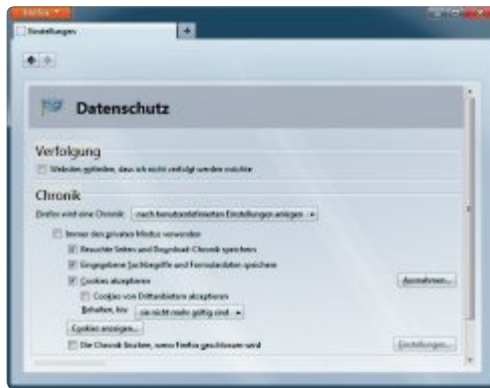 Firefox
Einstellungen
Datenschutz
Verfolgung
Websites mitteilen, dass ich nicht verfolgt werden möchte
Chronik
Firefox wird eine Chronik: nach benutzerdefinierten Einstellungen anlegen
Immer den privaten Modus verwenden
Besuchte Seiten und Download-Chronik speichern
Eingegebene Suchbegriffe und Formulardaten speichern
Cookies akzeptieren
Ausnahmen...
Cookies von Drittanbietern akzeptieren
Behalten, bis: sie nicht mehr gültig sind
Cookies anzeigen...
Die Chronik löschen, wenn Firefox geschlossen wird
Einstellungen...